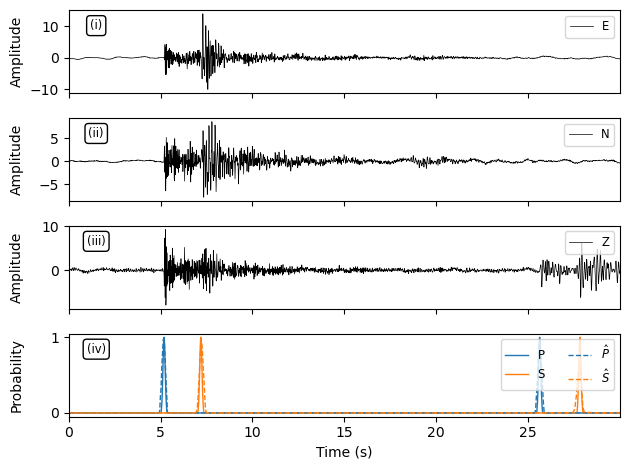 (i)
E
Amplitude
10
0
−10
(ii)
N
Amplitude
5
0
−5
(iii)
Z
Amplitude
10
0
(iv)
P
S
P̂
Ŝ
Probability
1
0
0 5 10 15 20 25
Time (s)